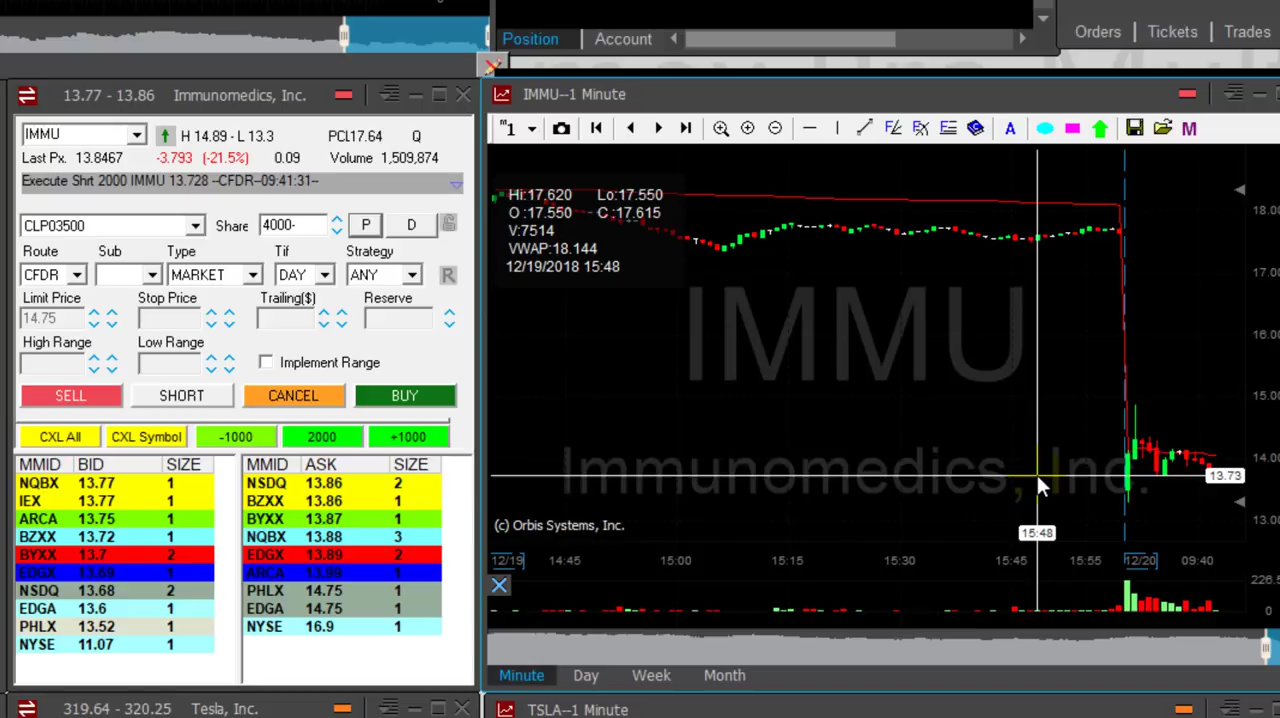 Position | Account
Orders | Tickets | Trades
13.77 - 13.86 Immunomedics, Inc.
IMMU--1 Minute
IMMU H 14.89 - L 13.3 PCL17.64 Q
Last Px. 13.8467 -3.793 (-21.5%) 0.09 Volume 1,509,874
Execute Shrt 2000 IMMU 13.728 --CFDR--09:41:31--
CLP03500 Share 4000- P D
Route Sub Type Tif Strategy
CFDR MARKET DAY ANY R
Limit Price Stop Price Trailing($) Reserve
14.75
High Range Low Range
Implement Range
SELL SHORT CANCEL BUY
CXL All CXL Symbol -1000 2000 +1000
MMID BID SIZE
NQBX 13.77 1
IEX 13.77 1
ARCA 13.75 1
BZXX 13.72 1
BYXX 13.7 2
EDGX 13.69 1
NSDQ 13.68 2
EDGA 13.6 1
PHLX 13.52 1
NYSE 11.07 1
MMID ASK SIZE
NSDQ 13.86 2
BZXX 13.86 1
BYXX 13.87 1
NQBX 13.88 3
EDGX 13.89 2
ARCA 13.89 1
PHLX 14.75 1
EDGA 14.75 1
NYSE 16.9 1
m1 A M
Hi:17.620 Lo:17.550
O :17.550 C :17.615
V:7514
VWAP:18.144
12/19/2018 15:48
IMMU
Immunomedics, Inc.
18.00
17.00
16.00
15.00
14.00
13.73
13.00
(c) Orbis Systems, Inc.
15:48
12/19 14:45 15:00 15:15 15:30 15:55 12/20 09:40
226.5
0
Minute Day Week Month
319.64 - 320.25 Tesla, Inc.
TSLA--1 Minute